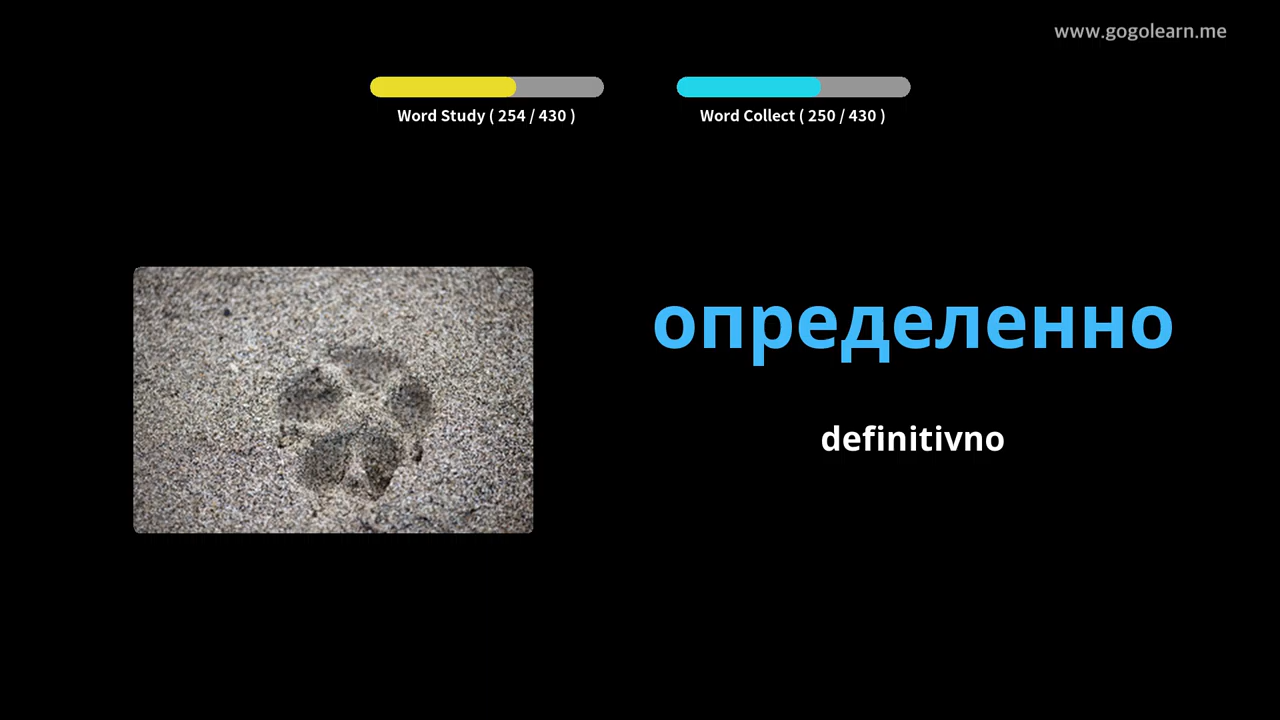 www.gogolearn.me
Word Study ( 254 / 430 )
Word Collect ( 250 / 430 )
определенно
definitivno